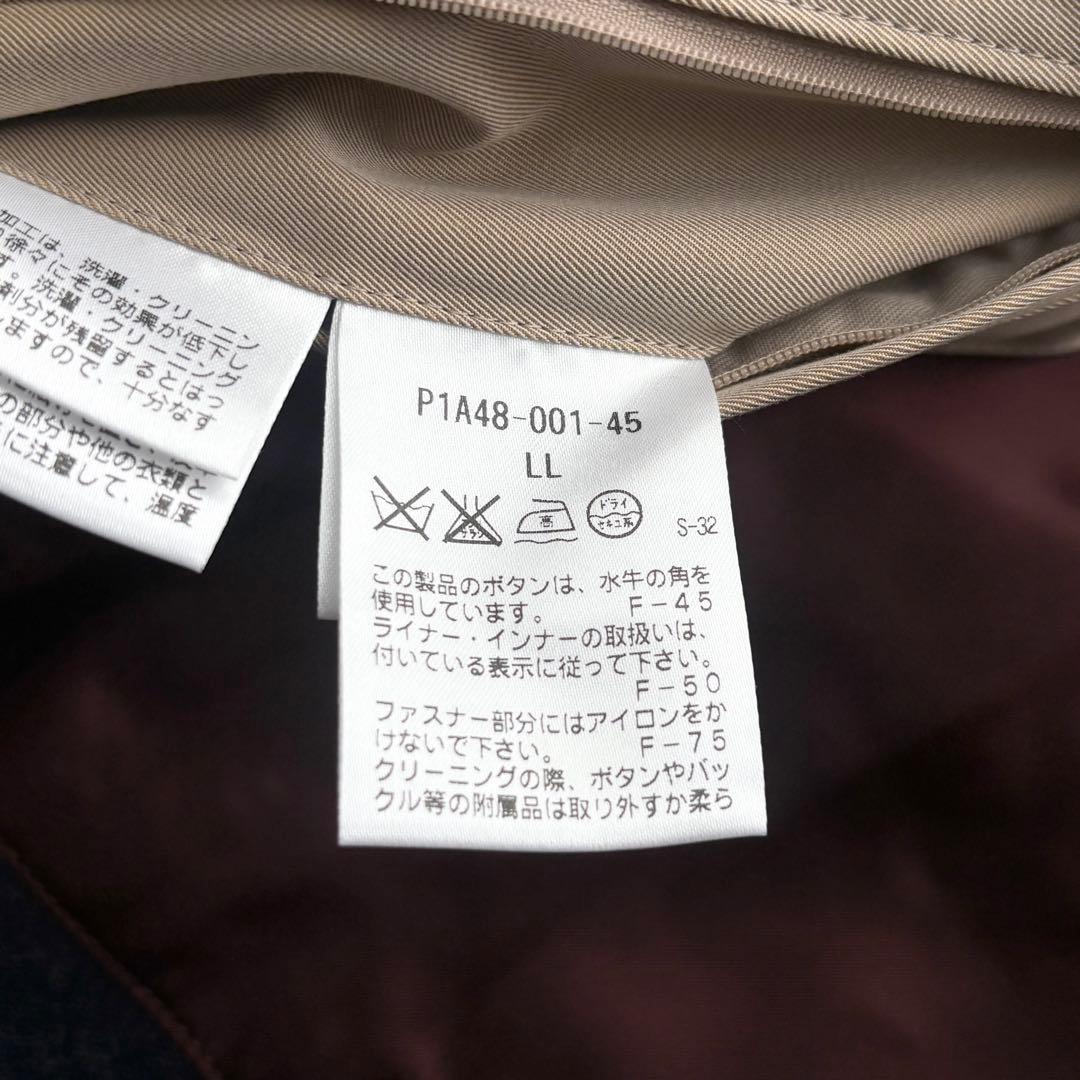 加工は、洗濯・クリーニン
徐々にその効果が低下し
す。洗濯・クリーニング
剤分が残留するとはっ
しますので、十分なす
の部分や他の衣類と
に注意して、温度
P1A48-001-45
LL
エンソ サラシ
高
ドライ
セキユ系
S-32
この製品のボタンは、水牛の角を
使用しています。 F-45
ライナー・インナーの取扱いは、
付いている表示に従って下さい。
F-50
ファスナー部分にはアイロンをか
けないで下さい。 F-75
クリーニングの際、ボタンやバッ
クル等の附属品は取り外すか柔ら